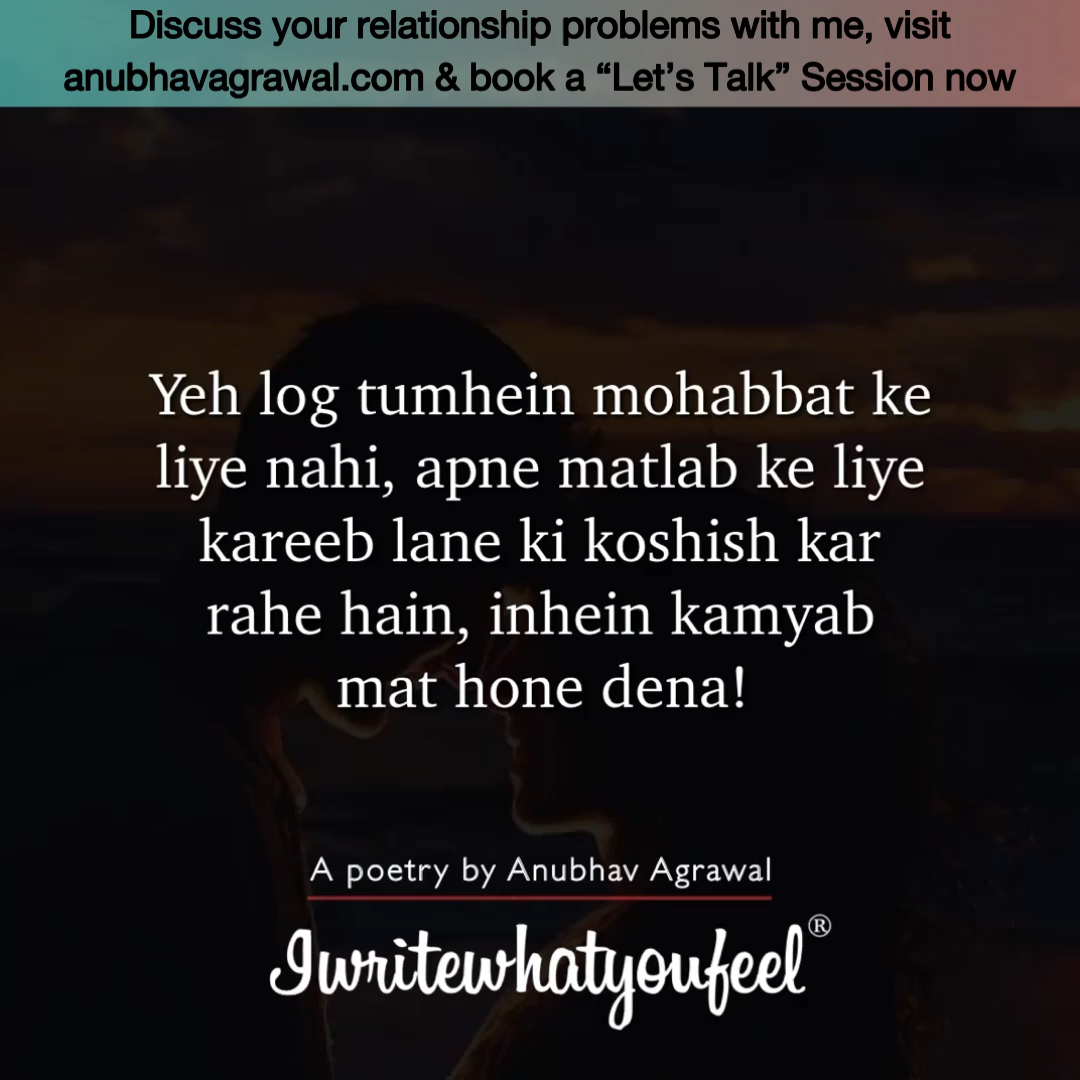 Discuss your relationship problems with me, visit
anubhavagrawal.com & book a “Let’s Talk” Session now
Yeh log tumhein mohabbat ke
liye nahi, apne matlab ke liye
kareeb lane ki koshish kar
rahe hain, inhein kamyab
mat hone dena!
A poetry by Anubhav Agrawal
Iwritewhatyoufeel®